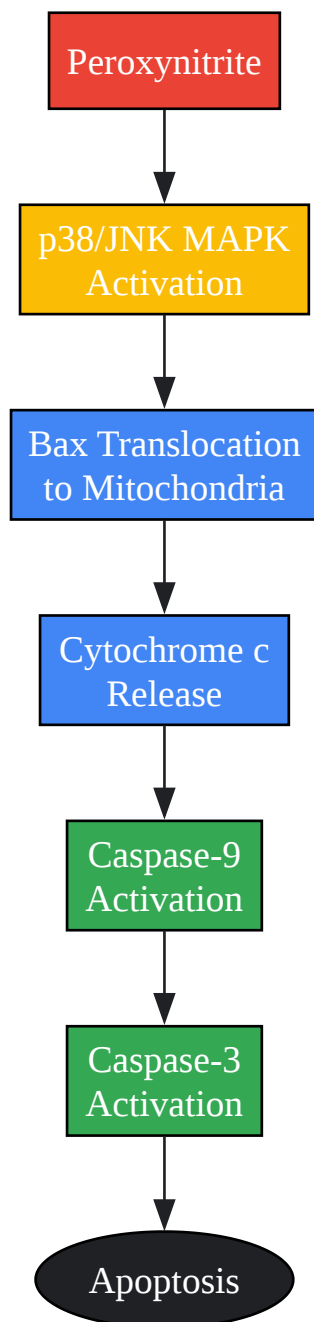 Peroxynitrite
p38/JNK MAPK
Activation
Bax Translocation
to Mitochondria
Cytochrome c
Release
Caspase-9
Activation
Caspase-3
Activation
Apoptosis